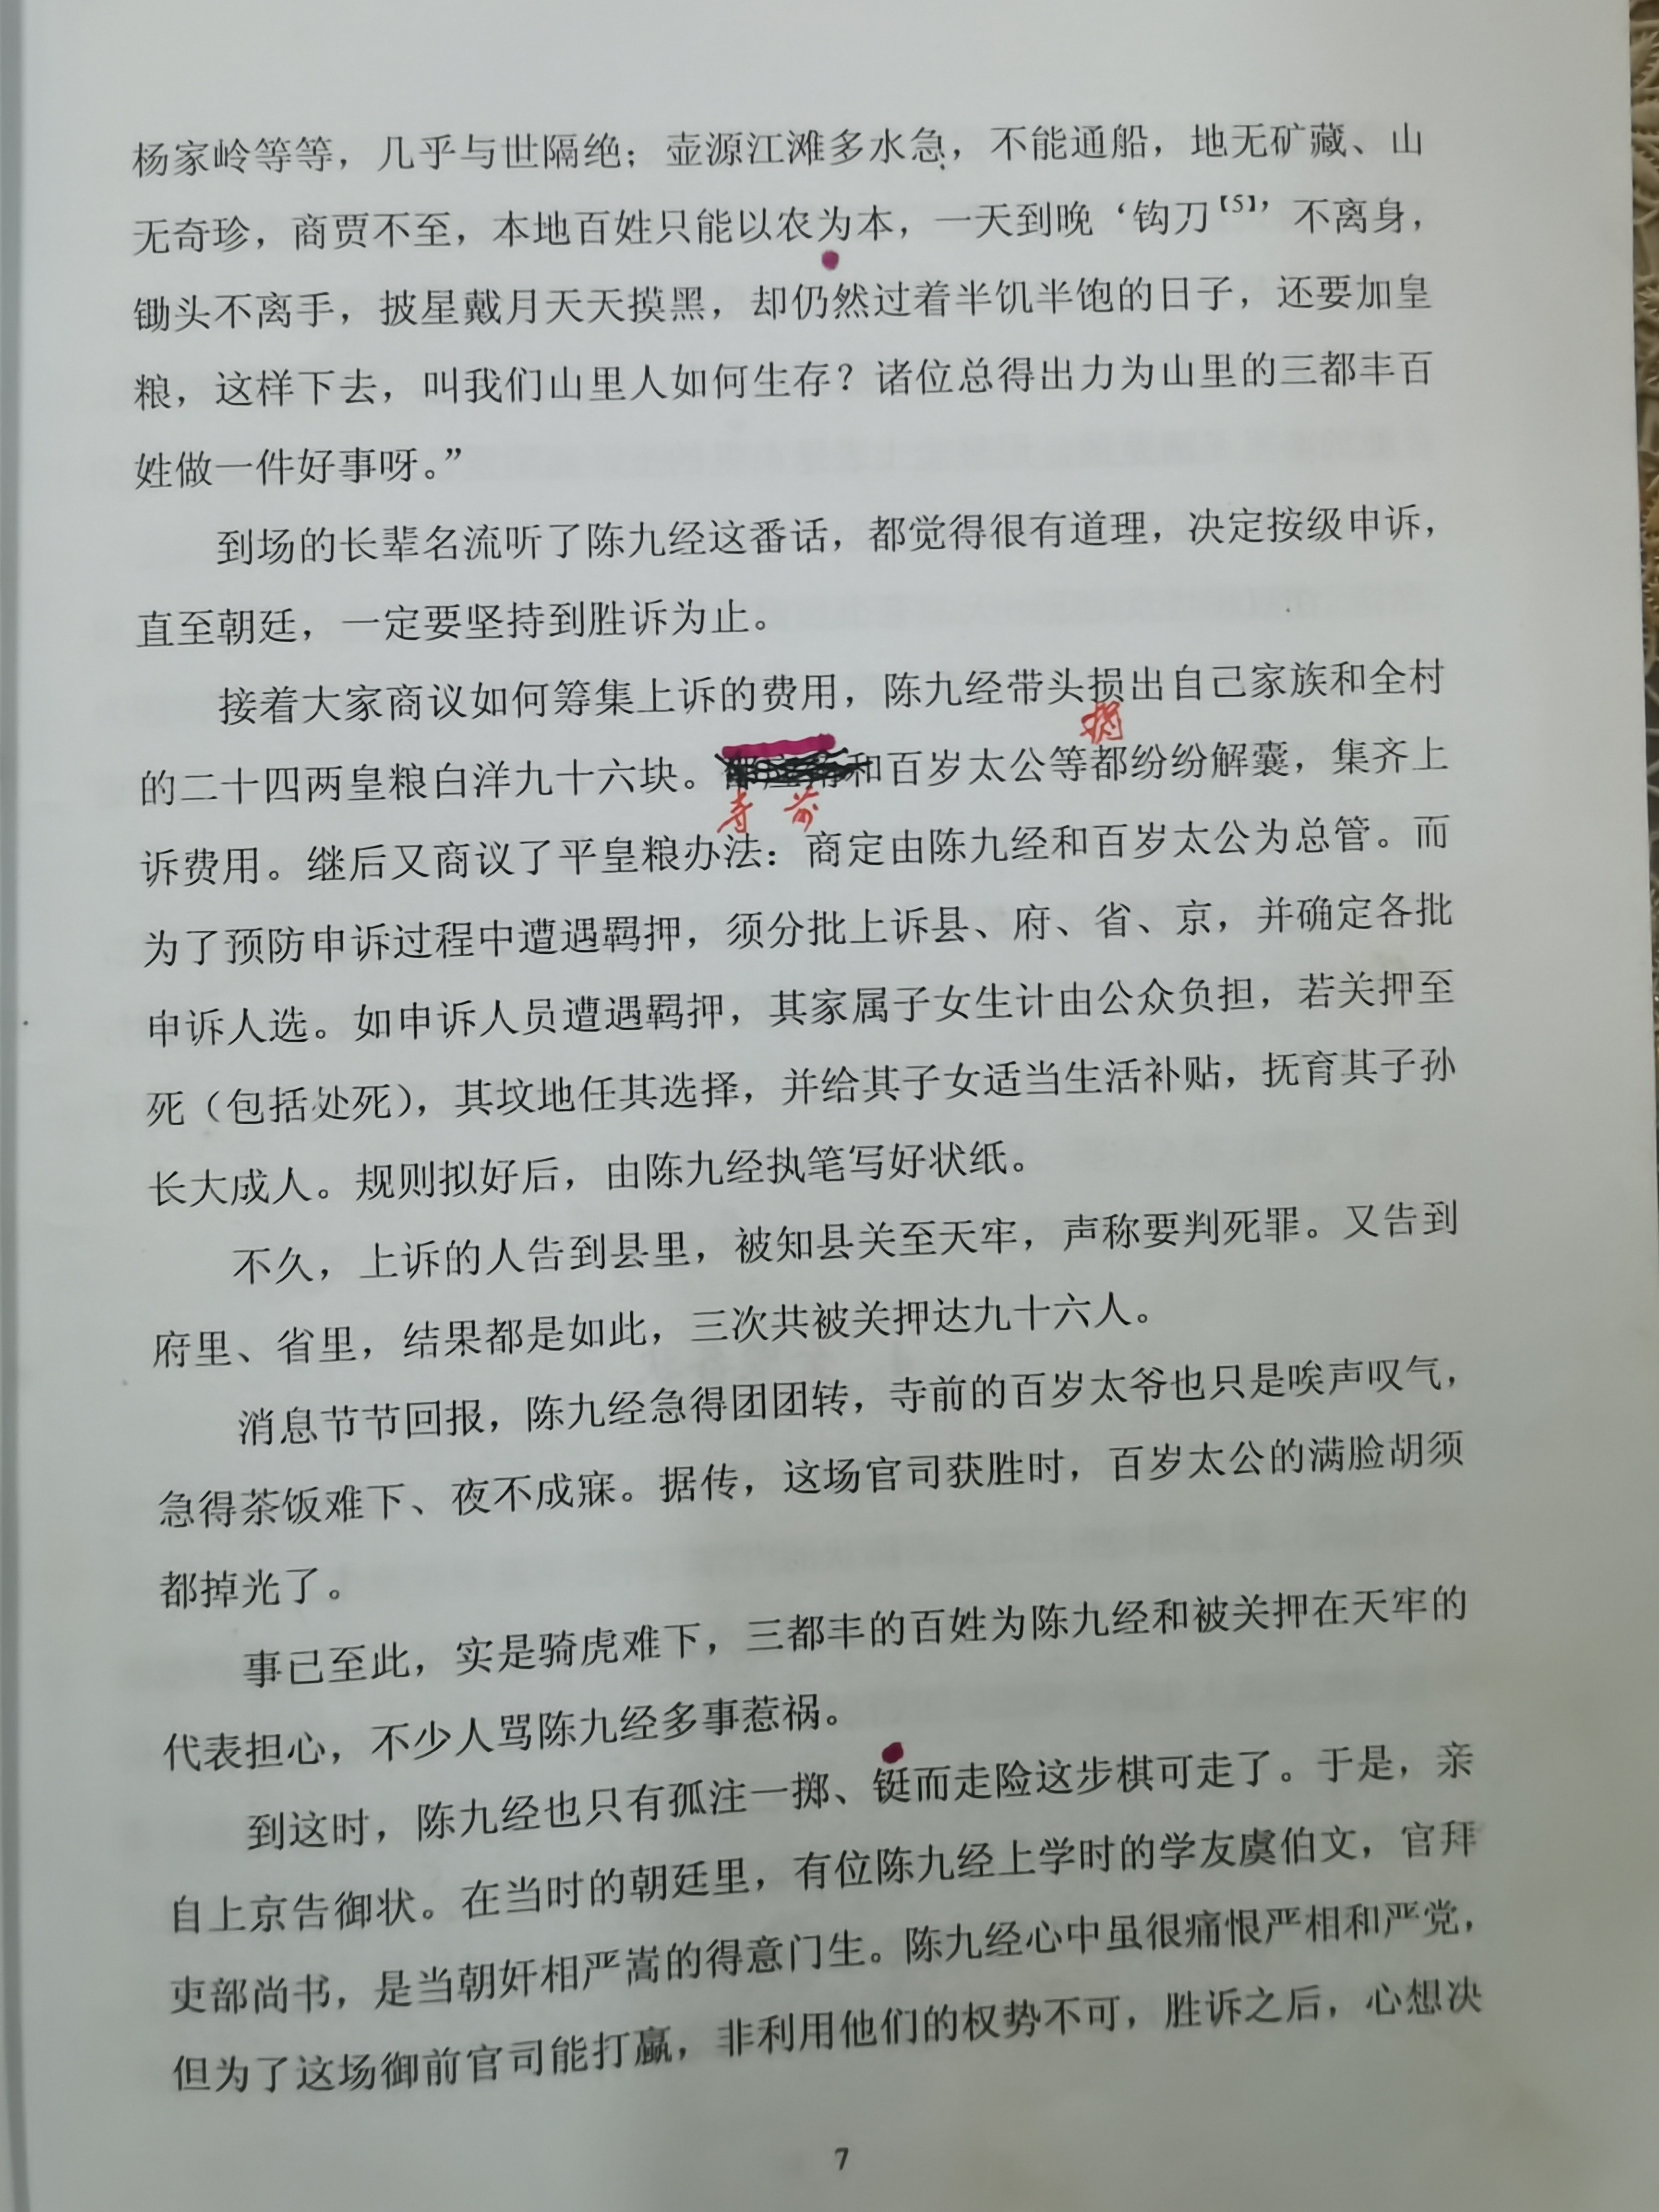 杨家岭等等，几乎与世隔绝；壶源江滩多水急，不能通船，地无矿藏、山
无奇珍，商贾不至，本地百姓只能以农为本，一天到晚‘钩刀【5】’不离身，
锄头不离手，披星戴月天天摸黑，却仍然过着半饥半饱的日子，还要加皇
粮，这样下去，叫我们山里人如何生存？诸位总得出力为山里的三都丰百
姓做一件好事呀。”
到场的长辈名流听了陈九经这番话，都觉得很有道理，决定按级申诉，
直至朝廷，一定要坚持到胜诉为止。
接着大家商议如何筹集上诉的费用，陈九经带头损出自己家族和全村
捐
的二十四两皇粮白洋九十六块。和百岁太公等都纷纷解囊，集齐上
寺前
诉费用。继后又商议了平皇粮办法：商定由陈九经和百岁太公为总管。而
为了预防申诉过程中遭遇羁押，须分批上诉县、府、省、京，并确定各批
申诉人选。如申诉人员遭遇羁押，其家属子女生计由公众负担，若关押至
死（包括处死），其坟地任其选择，并给其子女适当生活补贴，抚育其子孙
长大成人。规则拟好后，由陈九经执笔写好状纸。
不久，上诉的人告到县里，被知县关至天牢，声称要判死罪。又告到
府里、省里，结果都是如此，三次共被关押达九十六人。
消息节节回报，陈九经急得团团转，寺前的百岁太爷也只是唉声叹气，
急得茶饭难下、夜不成寐。据传，这场官司获胜时，百岁太公的满脸胡须
都掉光了。
事已至此，实是骑虎难下，三都丰的百姓为陈九经和被关押在天牢的
代表担心，不少人骂陈九经多事惹祸。
到这时，陈九经也只有孤注一掷、铤而走险这步棋可走了。于是，亲
自上京告御状。在当时的朝廷里，有位陈九经上学时的学友虞伯文，官拜
吏部尚书，是当朝奸相严嵩的得意门生。陈九经心中虽很痛恨严相和严党，
但为了这场御前官司能打赢，非利用他们的权势不可，胜诉之后，心想决
7